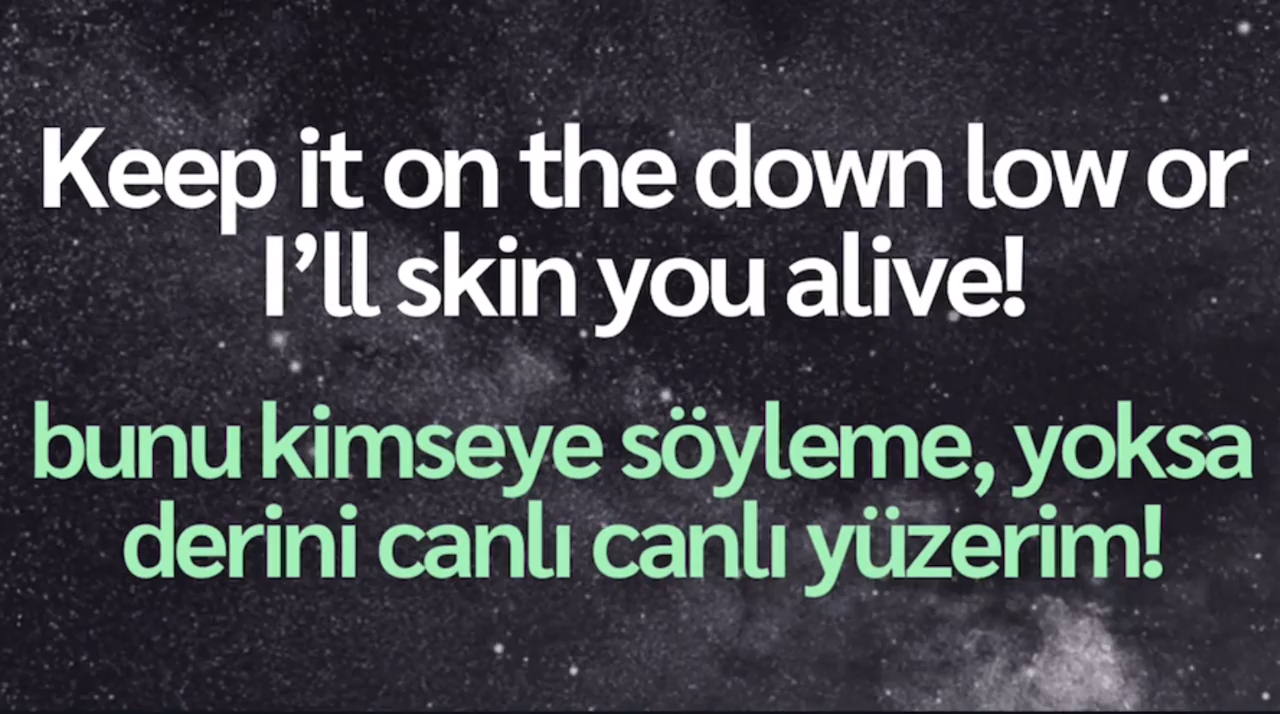 Keep it on the down low or
I’ll skin you alive!
bunu kimseye söyleme, yoksa
derini canlı canlı yüzerim!